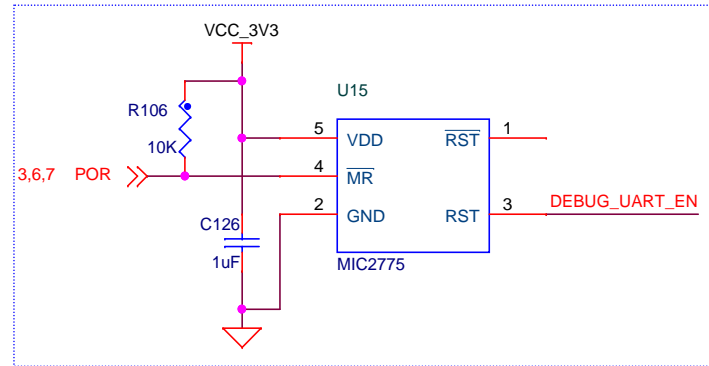 VCC_3V3
U15
R106
10K
5 VDD RST 1
3,6,7 POR
4 MR
2 GND RST 3 DEBUG_UART_EN
C126
1uF
MIC2775